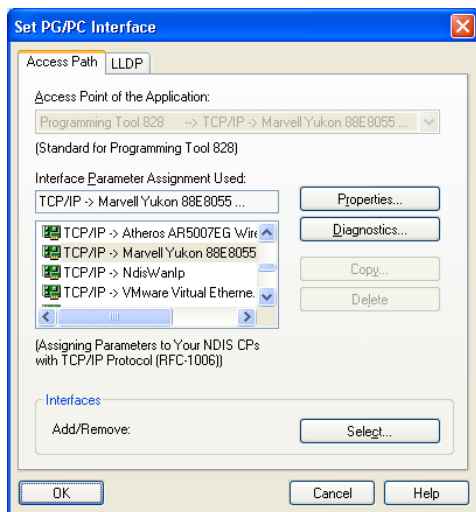 Set PG/PC Interface
Access Path LLDP
Access Point of the Application:
Programming Tool 828 --> TCP/IP -> Marvell Yukon 88E8055 ...
(Standard for Programming Tool 828)
Interface Parameter Assignment Used:
TCP/IP -> Marvell Yukon 88E8055 ...
Properties...
TCP/IP -> Atheros AR5007EG Wire
Diagnostics...
TCP/IP -> Marvell Yukon 88E8055
TCP/IP -> NdisWanIp
Copy...
TCP/IP -> VMware Virtual Etherne.
Delete
(Assigning Parameters to Your NDIS CPs
with TCP/IP Protocol (RFC-1006))
Interfaces
Add/Remove:
Select...
OK Cancel Help